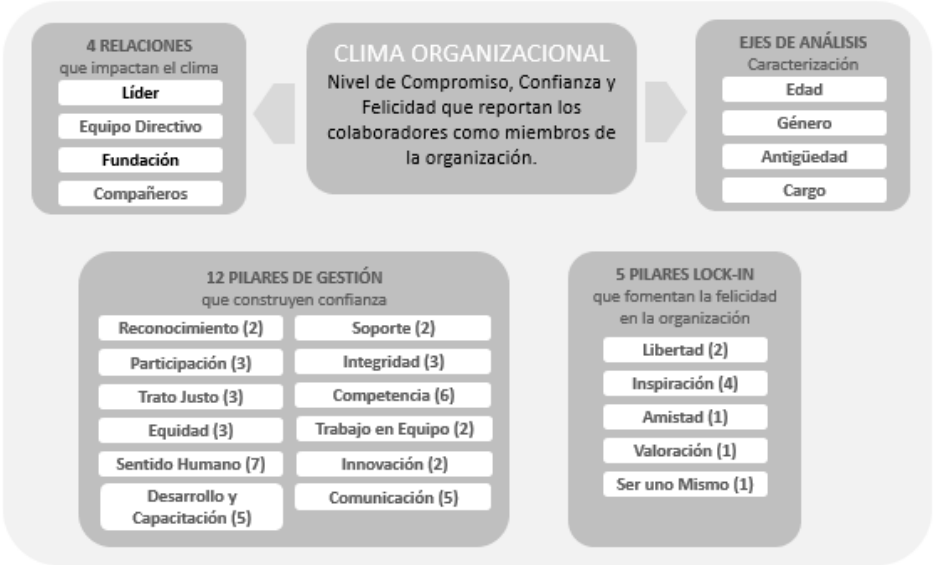 4 RELACIONES
que impactan el clima
Líder
Equipo Directivo
Fundación
Compañeros
CLIMA ORGANIZACIONAL
Nivel de Compromiso, Confianza y
Felicidad que reportan los
colaboradores como miembros de
la organización.
EJES DE ANÁLISIS
Caracterización
Edad
Género
Antigüedad
Cargo
12 PILARES DE GESTIÓN
que construyen confianza
Reconocimiento (2)
Participación (3)
Trato Justo (3)
Equidad (3)
Sentido Humano (7)
Desarrollo y
Capacitación (5)
Soporte (2)
Integridad (3)
Competencia (6)
Trabajo en Equipo (2)
Innovación (2)
Comunicación (5)
5 PILARES LOCK-IN
que fomentan la felicidad
en la organización
Libertad (2)
Inspiración (4)
Amistad (1)
Valoración (1)
Ser uno Mismo (1)